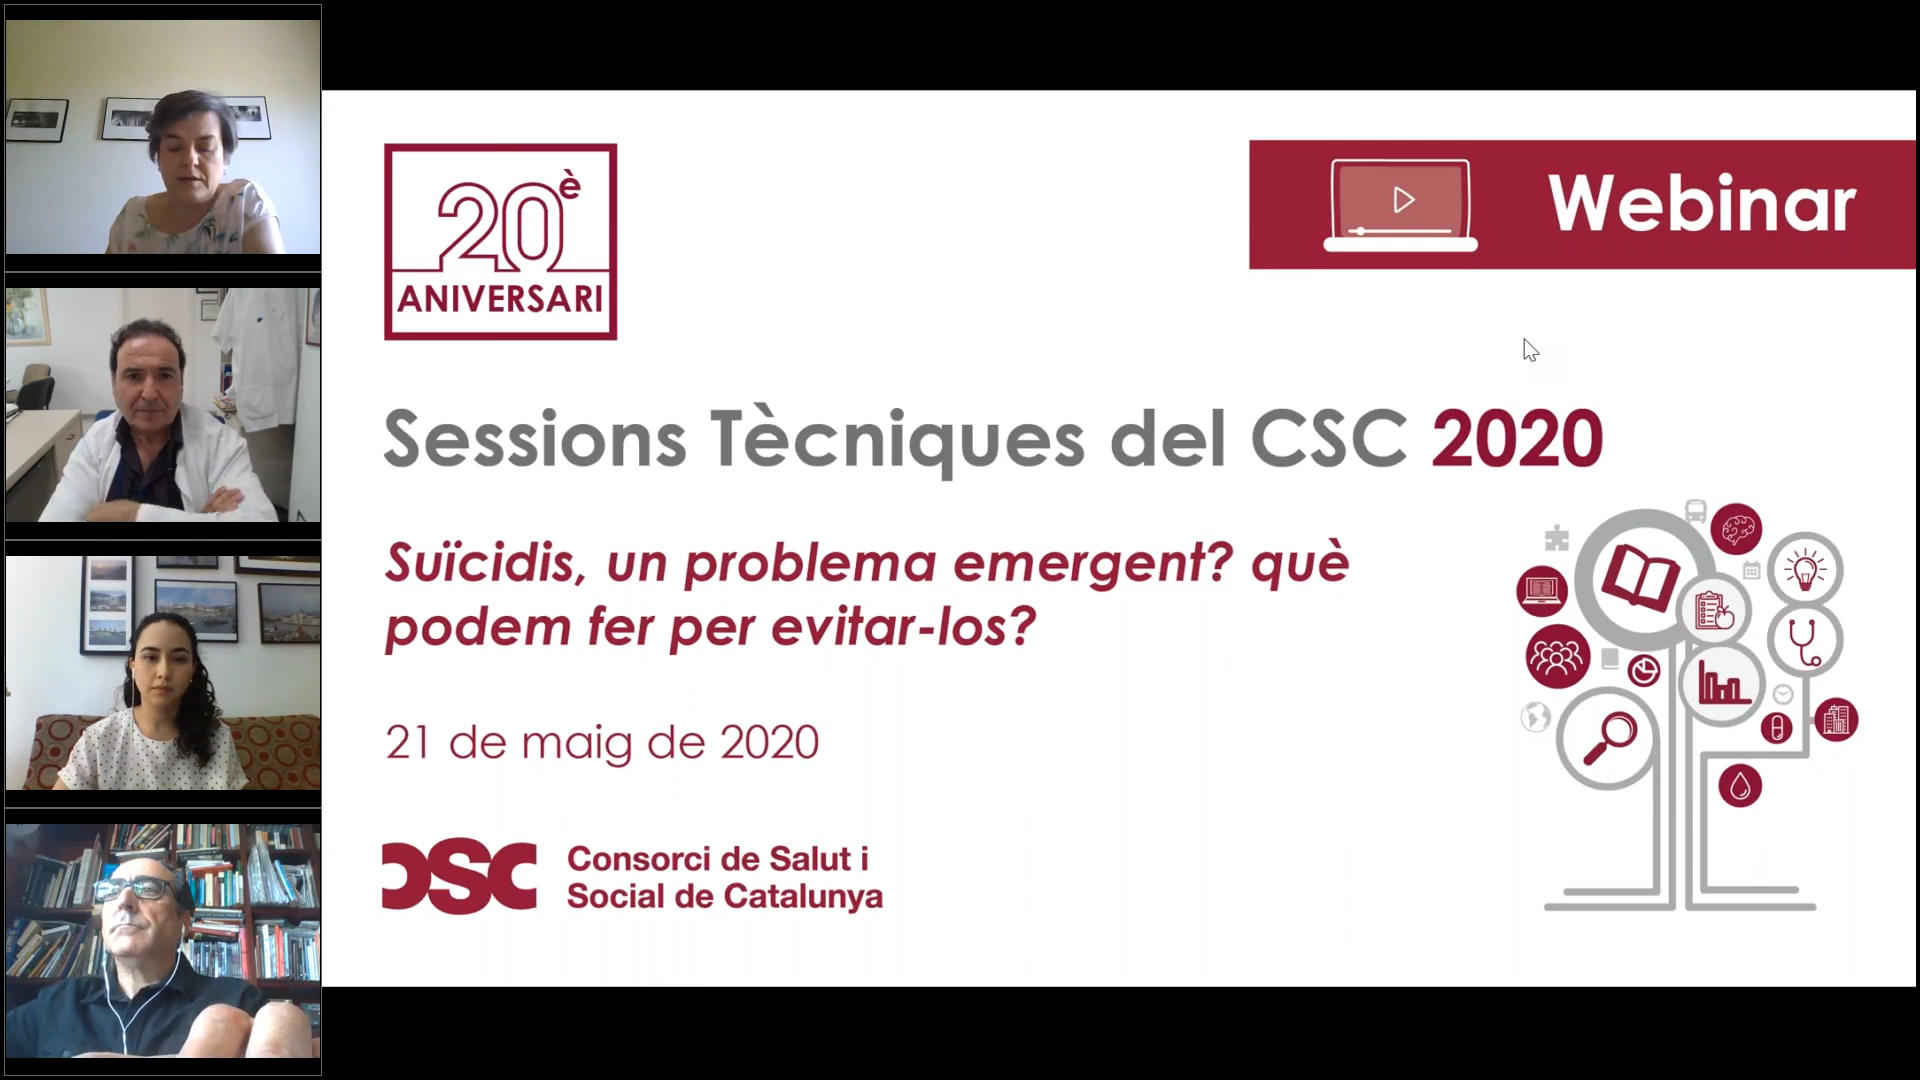 20è
ANIVERSARI
Webinar
Sessions Tècniques del CSC 2020
Suïcidis, un problema emergent? què
podem fer per evitar-los?
21 de maig de 2020
CSC Consorci de Salut i
Social de Catalunya